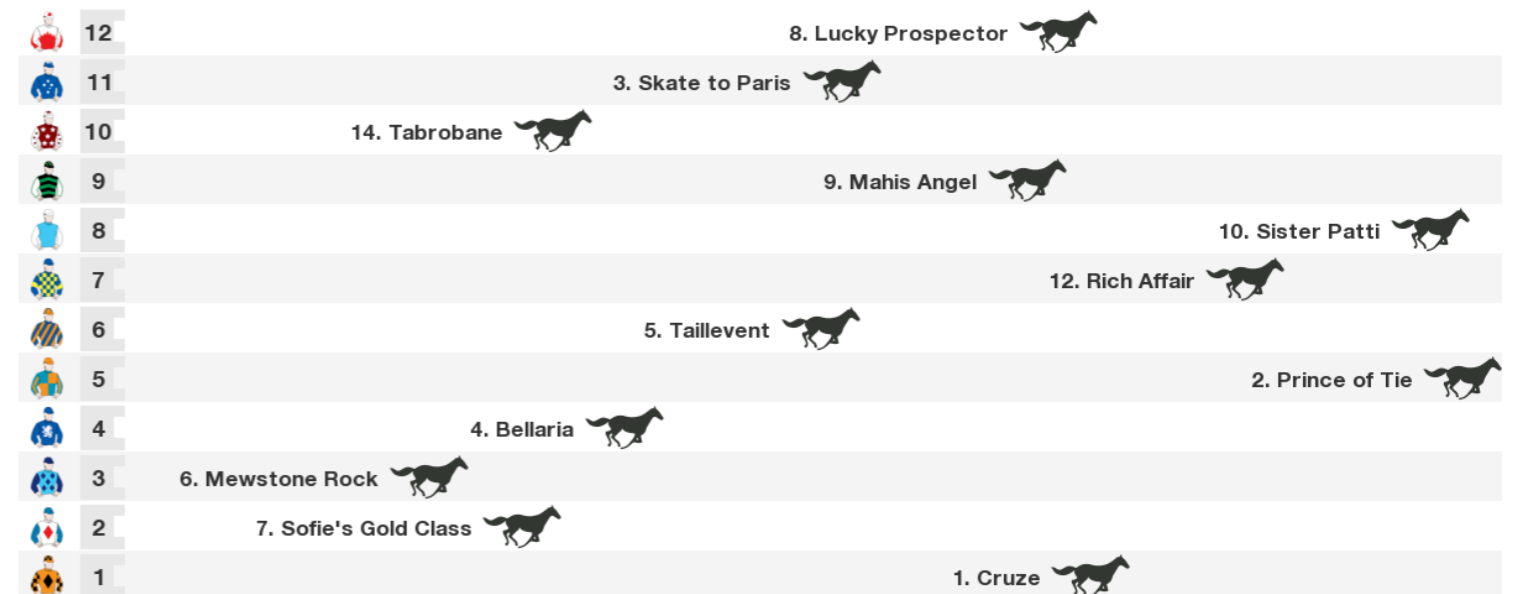 12 8. Lucky Prospector
11 3. Skate to Paris
10 14. Tabrobane
9 9. Mahis Angel
8 10. Sister Patti
7 12. Rich Affair
6 5. Taillevent
5 2. Prince of Tie
4 4. Bellaria
3 6. Mewstone Rock
2 7. Sofie's Gold Class
1 1. Cruze